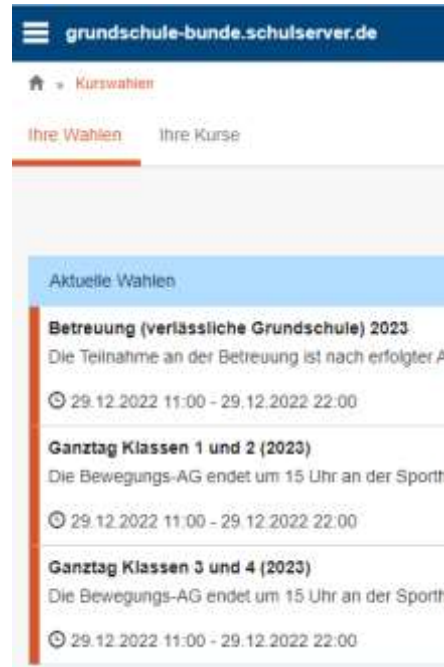 grundschule-bunde.schulserver.de
» Kurswahlen
Ihre Wahlen Ihre Kurse
Aktuelle Wahlen
Betreuung (verlässliche Grundschule) 2023
Die Teilnahme an der Betreuung ist nach erfolgter A
29.12.2022 11:00 - 29.12.2022 22:00
Ganztag Klassen 1 und 2 (2023)
Die Bewegungs-AG endet um 15 Uhr an der Sporth
29.12.2022 11:00 - 29.12.2022 22:00
Ganztag Klassen 3 und 4 (2023)
Die Bewegungs-AG endet um 15 Uhr an der Sporth
29.12.2022 11:00 - 29.12.2022 22:00